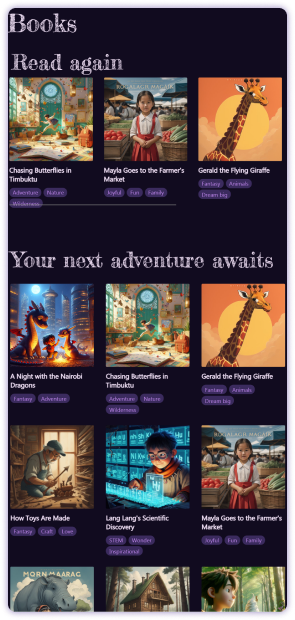 Books
Read again
Chasing Butterflies in
Timbuktu
Adventure Nature
Wilderness
Mayla Goes to the Farmer's
Market
Joyful Fun Family
Gerald the Flying Giraffe
Fantasy Animals
Dream big
Your next adventure awaits
A Night with the Nairobi
Dragons
Fantasy Adventure
Chasing Butterflies in
Timbuktu
Adventure Nature
Wilderness
Gerald the Flying Giraffe
Fantasy Animals
Dream big
How Toys Are Made
Fantasy Craft Love
Lang Lang's Scientific
Discovery
STEM Wonder
Inspirational
Mayla Goes to the Farmer's
Market
Joyful Fun Family